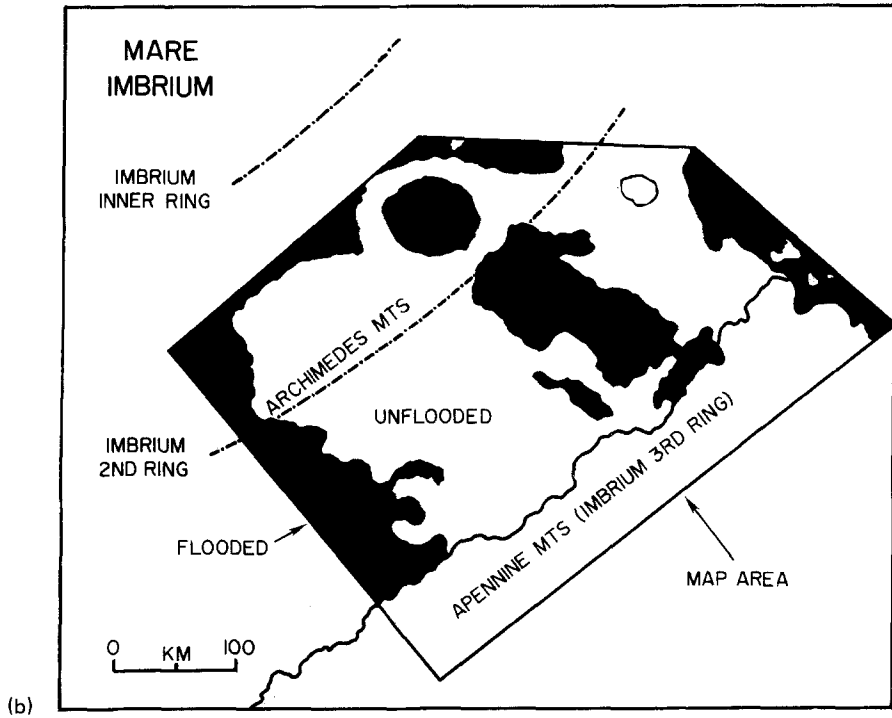 MARE
IMBRIUM
IMBRIUM
INNER RING
ARCHIMEDES MTS
UNFLOODED
IMBRIUM
2ND RING
FLOODED
APENNINE MTS (IMBRIUM 3RD RING)
MAP AREA
0 KM 100
(b)